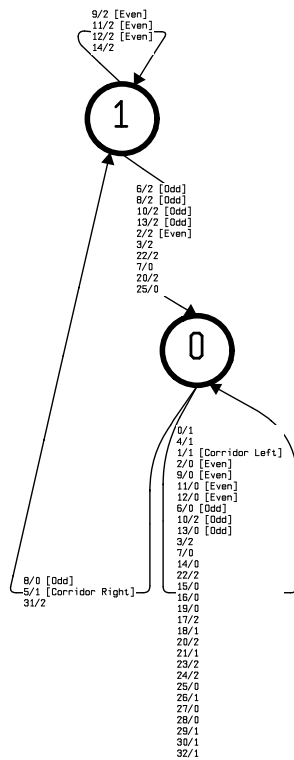 9/2 [Even]
11/2 [Even]
12/2 [Even]
14/2
1
6/2 [Odd]
8/2 [Odd]
10/2 [Odd]
13/2 [Odd]
2/2 [Even]
3/2
22/2
7/0
20/2
25/0
0
0/1
4/1
1/1 [Corridor Left]
2/0 [Even]
9/0 [Even]
11/0 [Even]
12/0 [Even]
6/0 [Odd]
10/2 [Odd]
13/0 [Odd]
3/2
7/0
14/0
22/2
15/0
16/0
19/0
17/2
18/1
20/2
21/1
23/2
24/2
25/0
26/1
27/0
28/0
29/1
30/1
32/1
8/0 [Odd]
5/1 [Corridor Right]
31/2